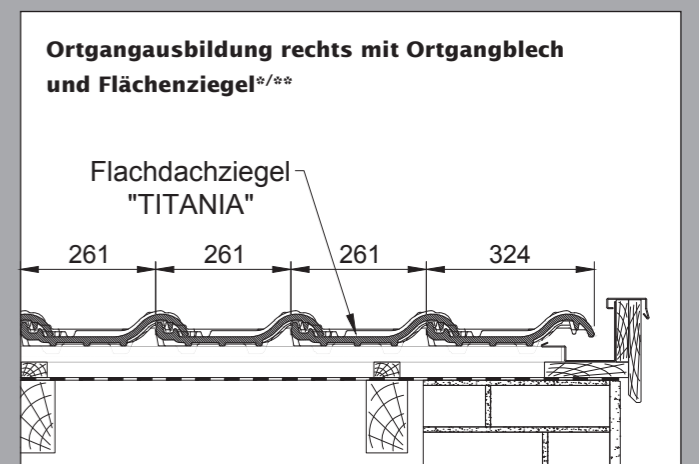 Ortgangausbildung rechts mit Ortgangblech
und Flächenziegel*/**
Flachdachziegel
"TITANIA"
261 261 261 324